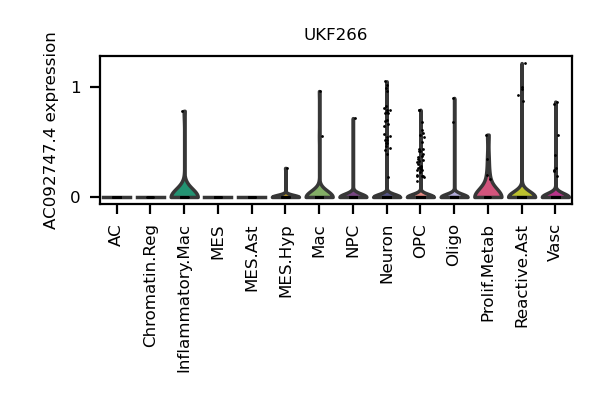 UKF266
AC092747.4 expression
1
0
AC
Chromatin.Reg
Inflammatory.Mac
MES
MES.Ast
MES.Hyp
Mac
NPC
Neuron
OPC
Oligo
Prolif.Metab
Reactive.Ast
Vasc